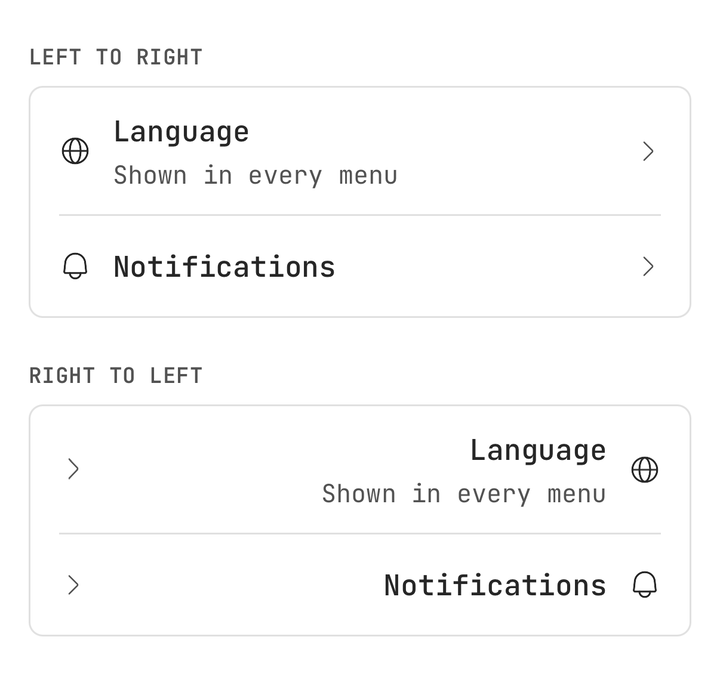 LEFT TO RIGHT
Language
Shown in every menu
Notifications
RIGHT TO LEFT
Language
Shown in every menu
Notifications